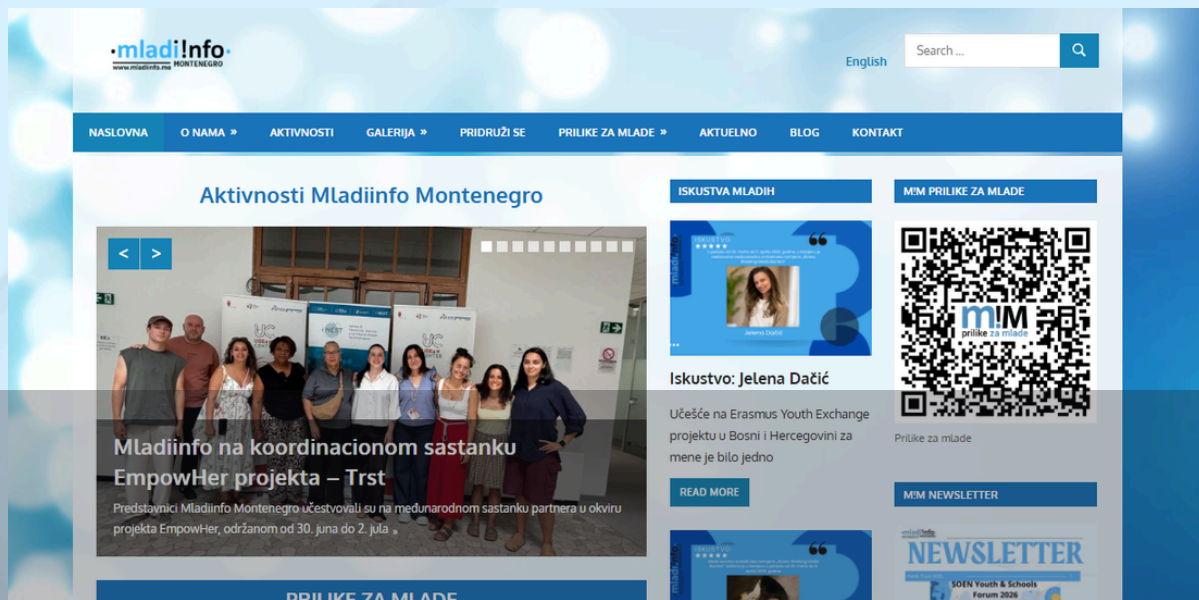 ·mladi!nfo·
www.mladiinfo.me MONTENEGRO
English
Search ...
NASLOVNA O NAMA » AKTIVNOSTI GALERIJA » PRIDRUŽI SE PRILIKE ZA MLADE » AKTUELNO BLOG KONTAKT
Aktivnosti Mladiinfo Montenegro
< >
Mladiinfo na koordinacionom sastanku
EmpowHer projekta – Trst
Predstavnici Mladiinfo Montenegro učestvovali su na međunarodnom sastanku partnera u okviru
projekta EmpowHer, održanom od 30. juna do 2. jula »
PRILIKE ZA MLADE
ISKUSTVA MLADIH
ISKUSTVO
Jelena Dačić
Iskustvo: Jelena Dačić
Učešće na Erasmus Youth Exchange
projektu u Bosni i Hercegovini za
mene je bilo jedno
READ MORE
ISKUSTVO
M!M PRILIKE ZA MLADE
m!M
prilike za mlade
Prilike za mlade
M!M NEWSLETTER
NEWSLETTER
SOEN Youth & Schools
Forum 2026